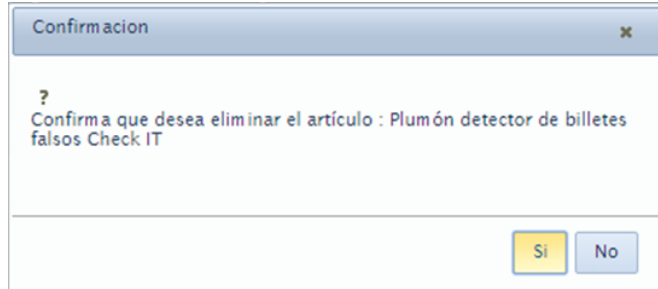 Confirmacion
?
Confirma que desea eliminar el artículo : Plumón detector de billetes
falsos Check IT
Si
No